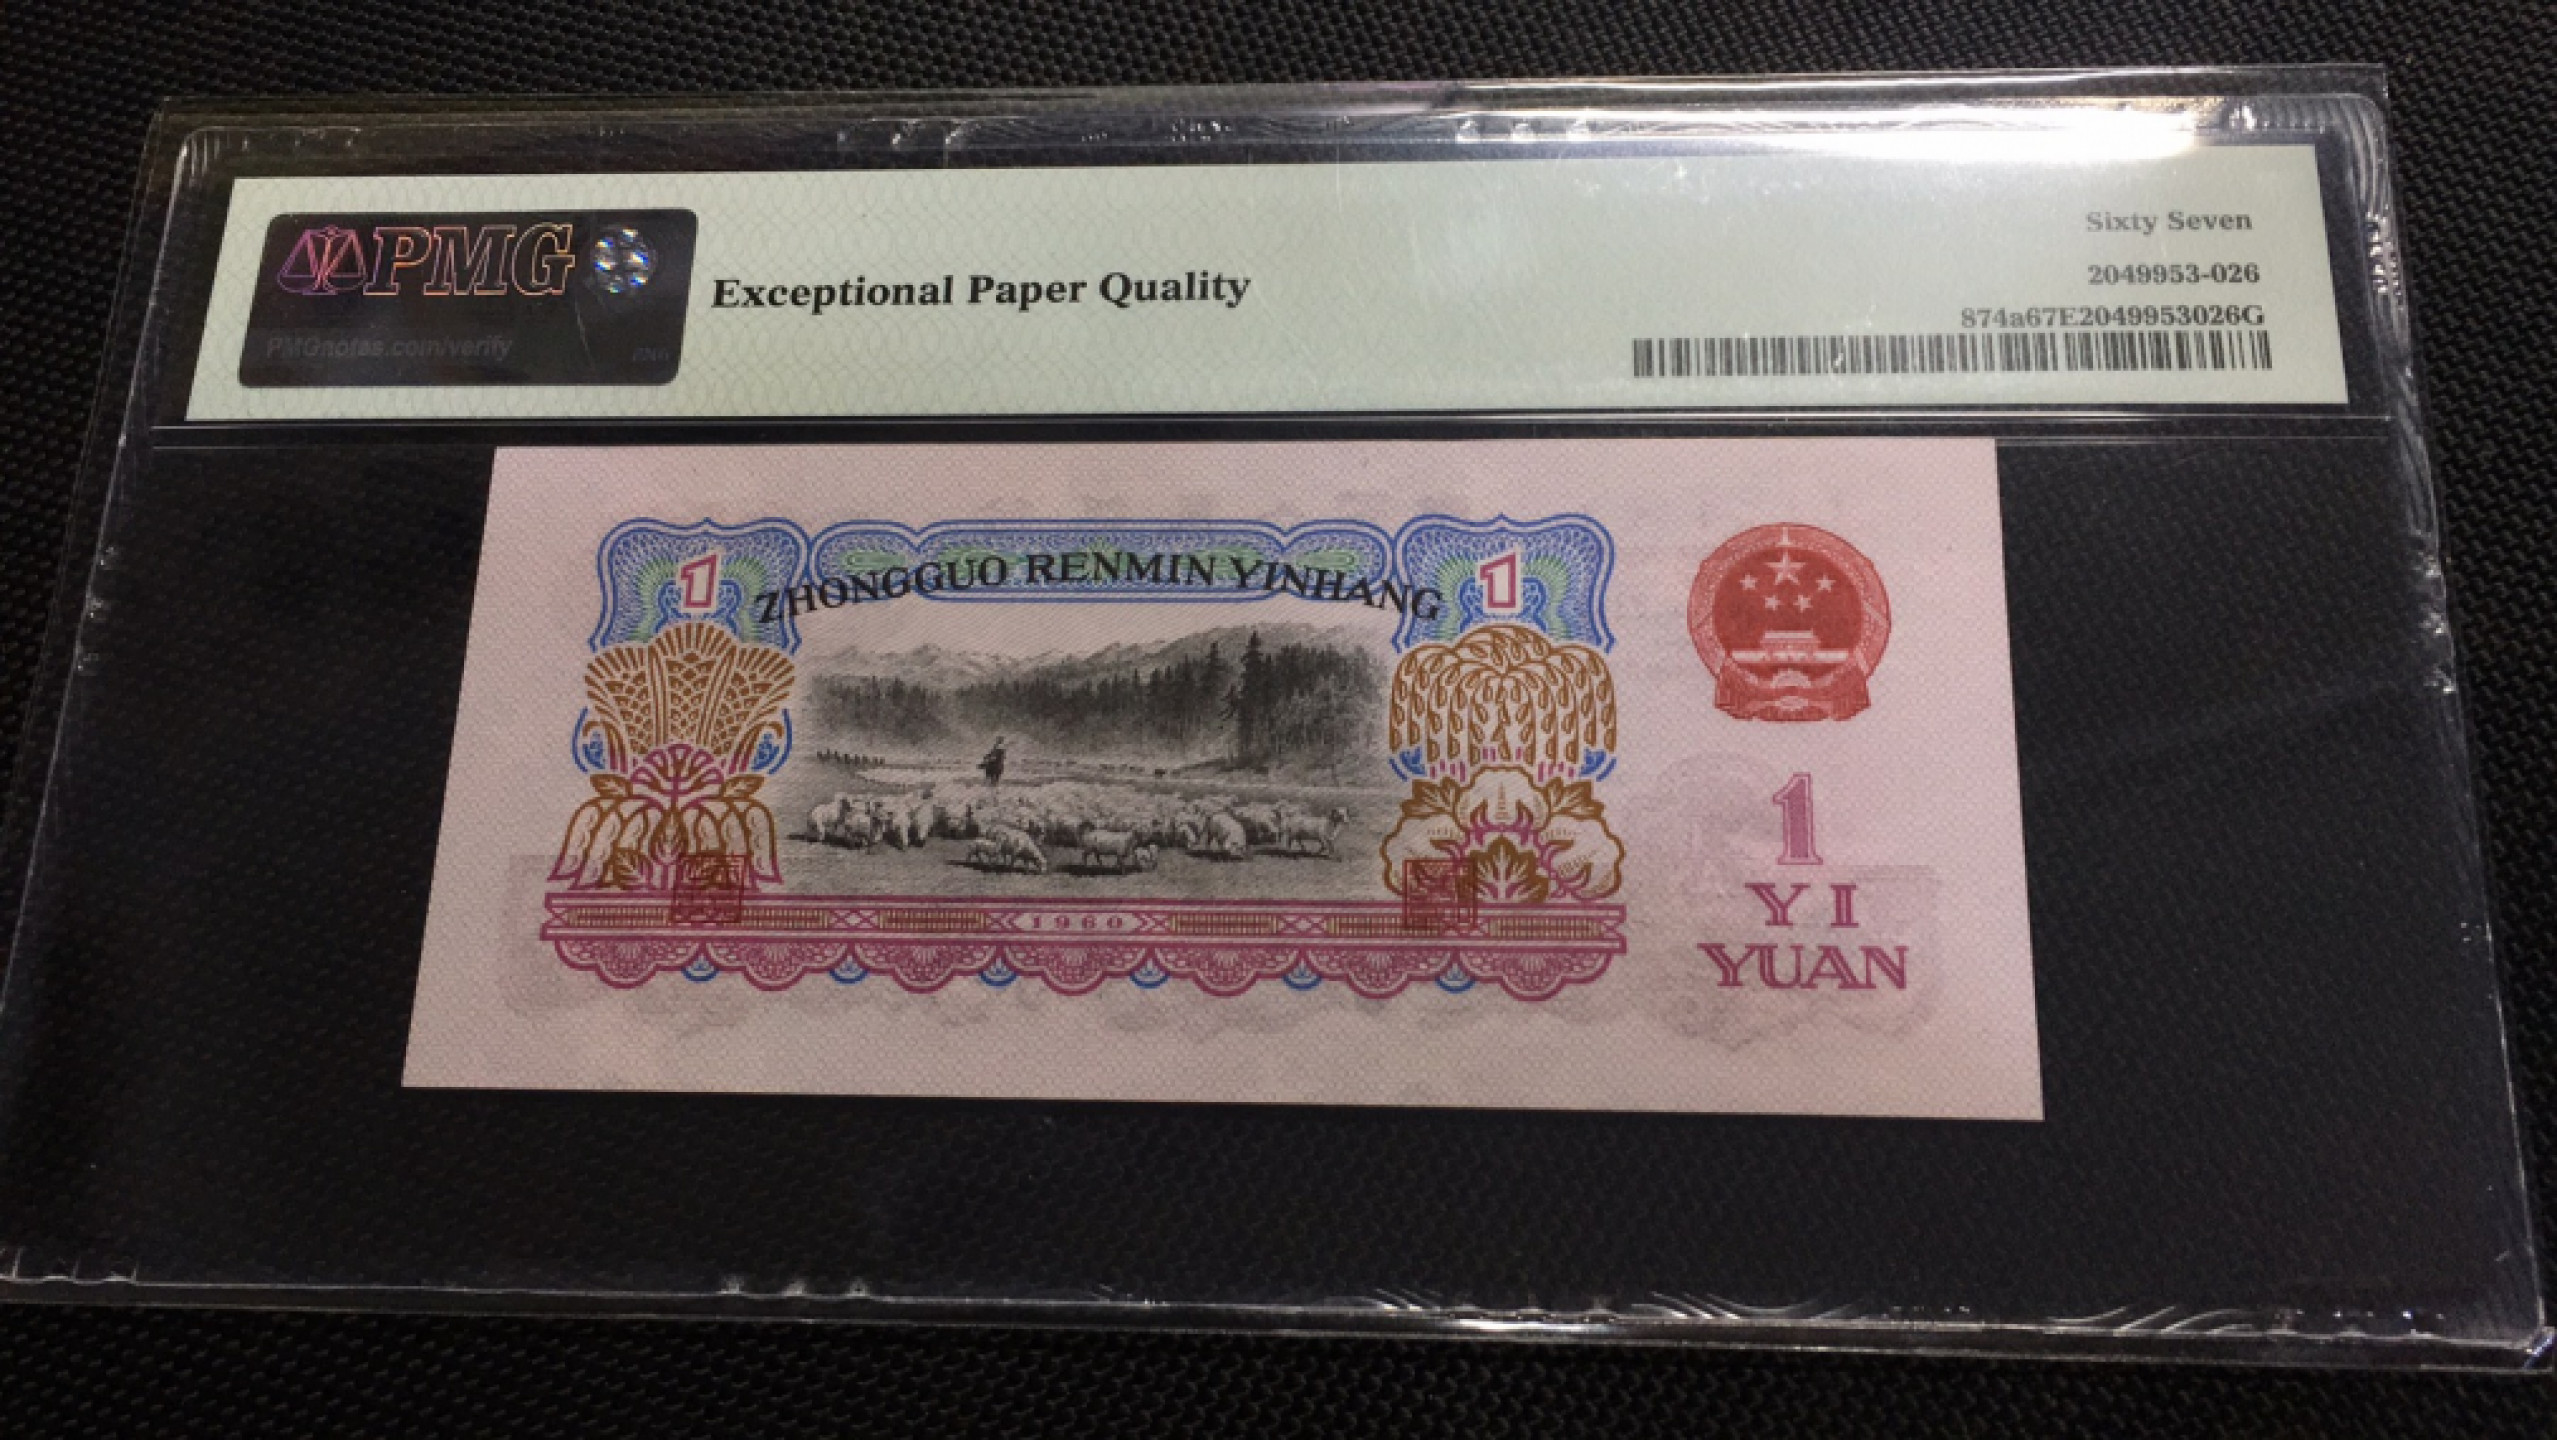 PMG
PMGnotes.com/verify
Exceptional Paper Quality
Sixty Seven
2049953-026
874a67E2049953026G
1 ZHONGGUO RENMIN YINHANG 1
1960
1
YI
YUAN